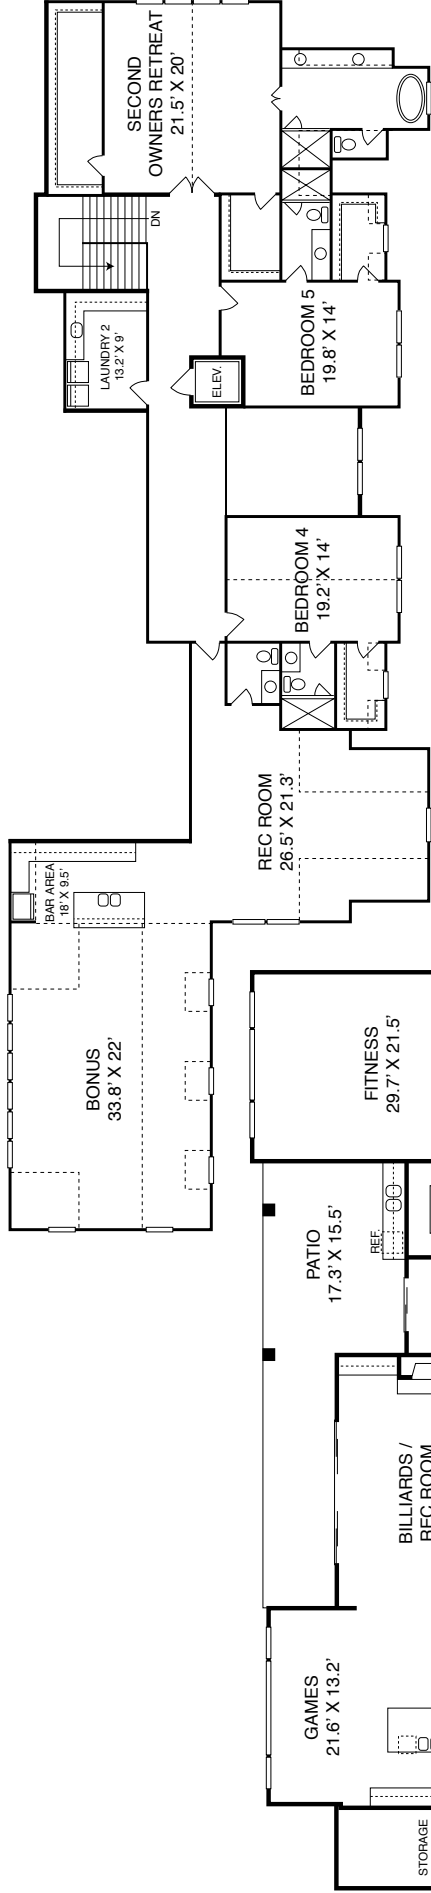 SECOND
OWNERS RETREAT
21.5' X 20'
DN
LAUNDRY 2
13.2' X 9'
ELEV.
BEDROOM 5
19.8' X 14'
BEDROOM 4
19.2' X 14'
REC ROOM
26.5' X 21.3'
BAR AREA
18' X 9.5'
BONUS
33.8' X 22'
FITNESS
29.7' X 21.5'
PATIO
17.3' X 15.5'
REF.
BILLIARDS /
REC ROOM
GAMES
21.6' X 13.2'
STORAGE